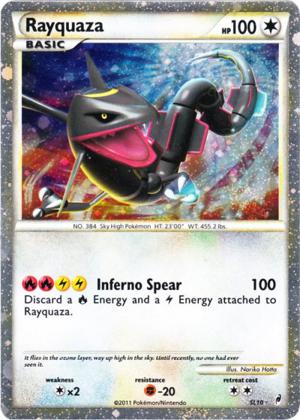 Rayquaza HP100
BASIC
NO. 384 Sky High Pokémon HT: 23'00" WT: 455.2 lbs.
Inferno Spear 100
Discard a Energy and a Energy attached to
Rayquaza.
It flies in the ozone layer, way up high in the sky. Until recently, no one had ever
seen it.
Illus. Noriko Hotta
weakness resistance retreat cost
×2 -20
©2011 Pokémon/Nintendo SL10